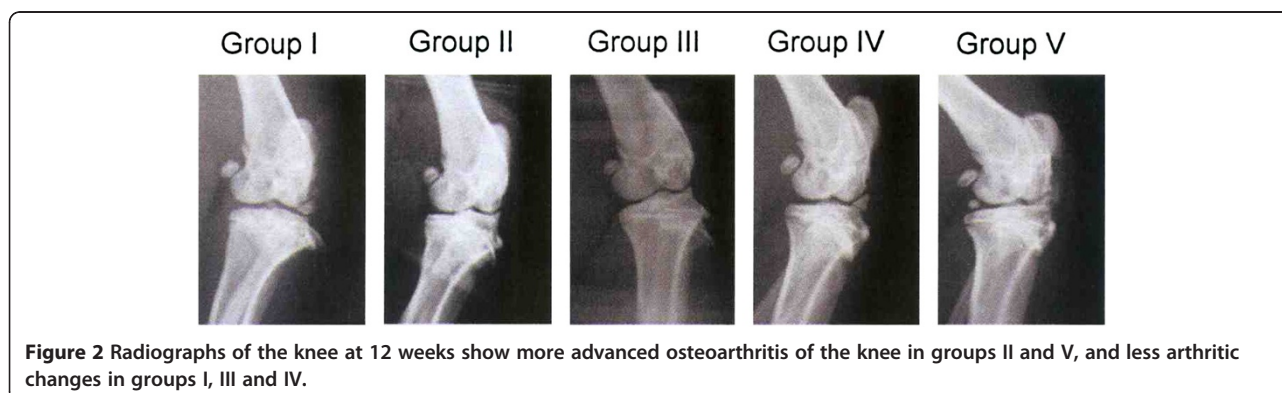 Group I Group II Group III Group IV Group V
Figure 2 Radiographs of the knee at 12 weeks show more advanced osteoarthritis of the knee in groups II and V, and less arthritic
changes in groups I, III and IV.